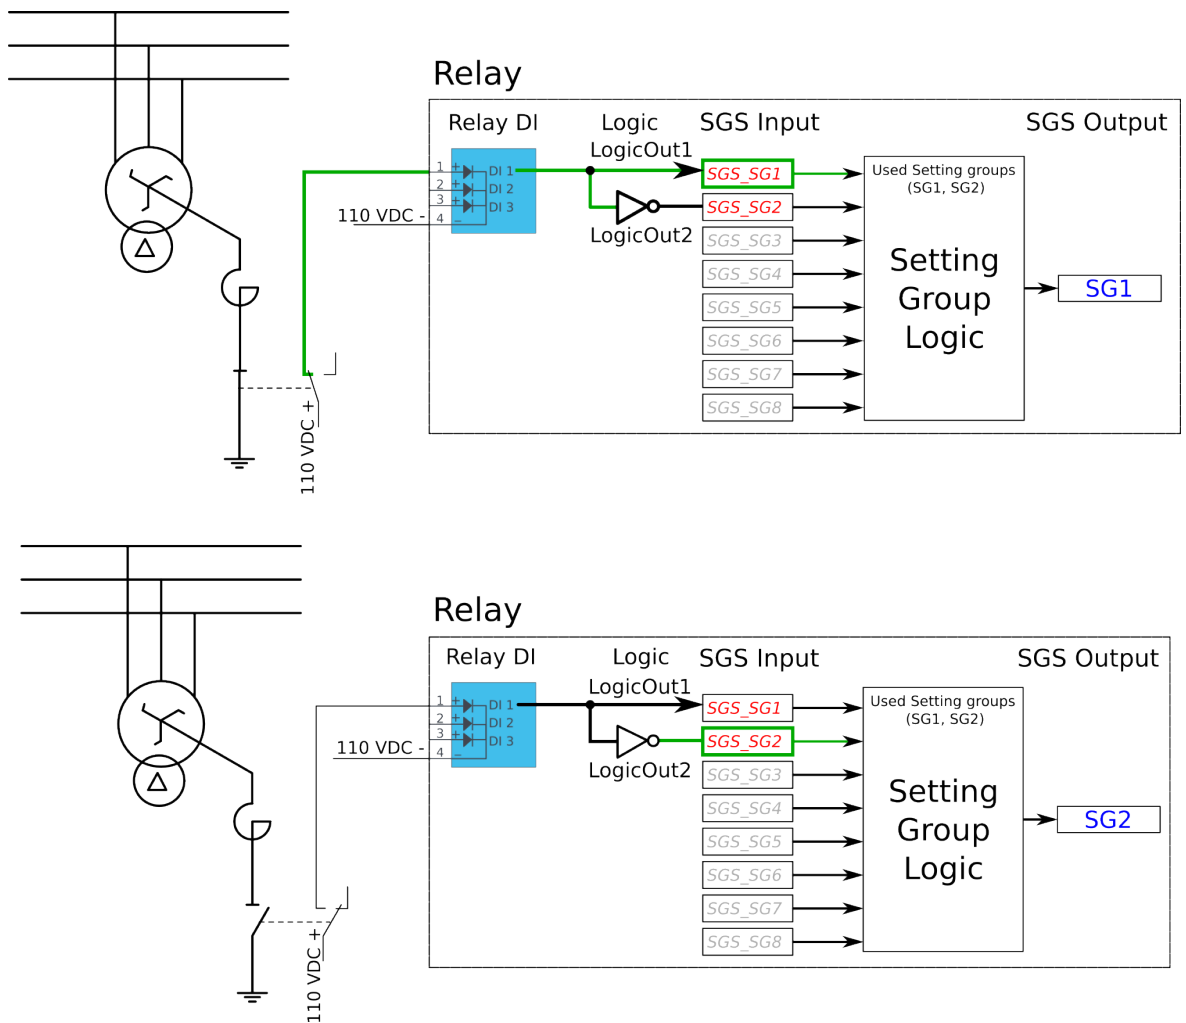 Relay
Relay DI
Logic
SGS Input
SGS Output
LogicOut1
1
+
DI 1
2
+
DI 2
3
+
DI 3
110 VDC -
4
−
LogicOut2
SGS_SG1
SGS_SG2
SGS_SG3
SGS_SG4
SGS_SG5
SGS_SG6
SGS_SG7
SGS_SG8
Used Setting groups
(SG1, SG2)
Setting
Group
Logic
SG1
110 VDC +
Relay
Relay DI
Logic
SGS Input
SGS Output
LogicOut1
1
+
DI 1
2
+
DI 2
3
+
DI 3
110 VDC -
4
−
LogicOut2
SGS_SG1
SGS_SG2
SGS_SG3
SGS_SG4
SGS_SG5
SGS_SG6
SGS_SG7
SGS_SG8
Used Setting groups
(SG1, SG2)
Setting
Group
Logic
SG2
110 VDC +